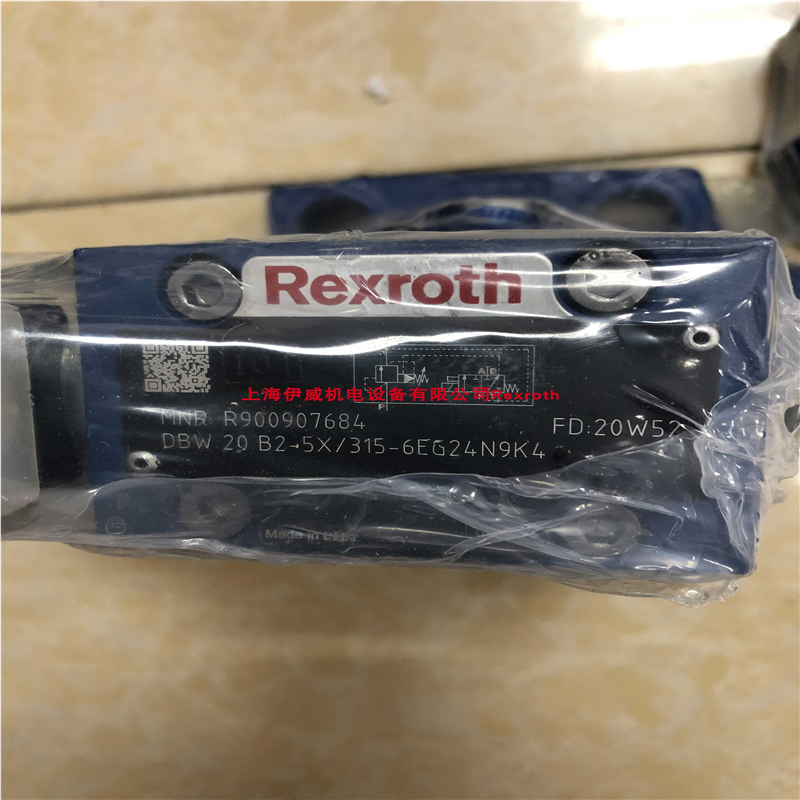 Rexroth
A B
上海伊威机电设备有限公司Rexroth
P
MNR R900907684
FD:20W52
DBW 20 B2-5X/315-6EG24N9K4
Made in